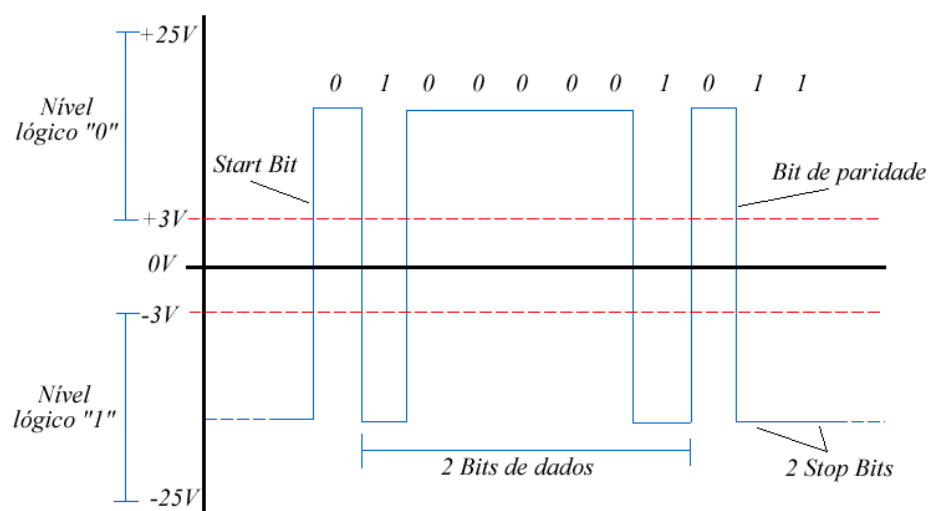 +25V
0 1 0 0 0 0 0 1 0 1 1
Nível
lógico "0"
Start Bit
Bit de paridade
+3V
0V
-3V
Nível
lógico "1"
2 Bits de dados
2 Stop Bits
-25V